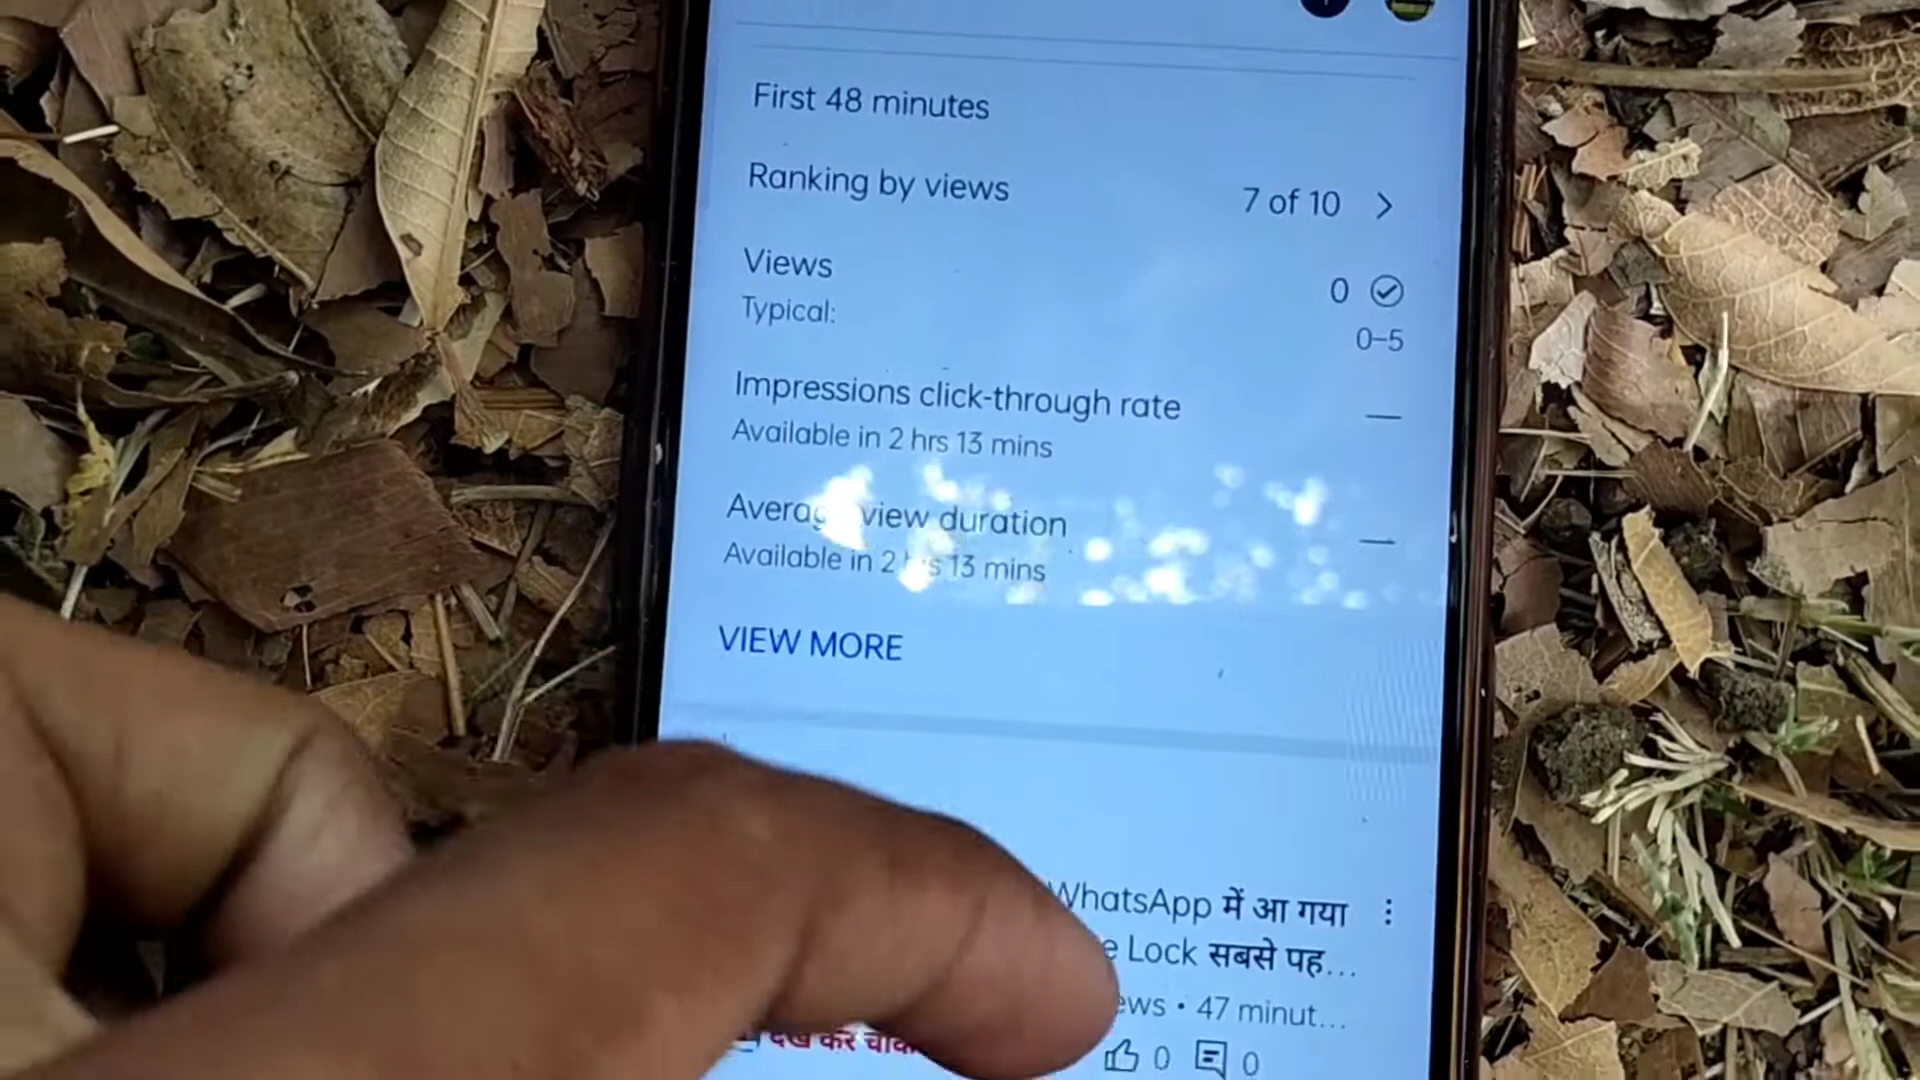 First 48 minutes
Ranking by views 7 of 10
Views 0
Typical: 0–5
Impressions click-through rate —
Available in 2 hrs 13 mins
view duration —
Available in 2 13 mins
VIEW MORE
WhatsApp में आ गया
Lock सबसे पह...
• 47 minut...
0 0
कर